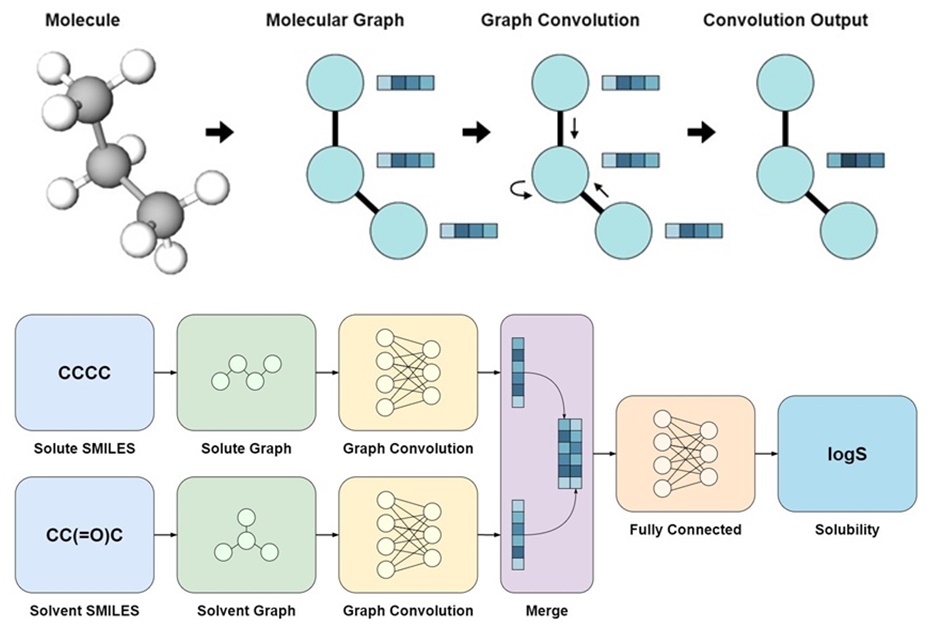 Molecule
Molecular Graph
Graph Convolution
Convolution Output
CCCC
Solute SMILES
Solute Graph
Graph Convolution
CC(=O)C
Solvent SMILES
Solvent Graph
Graph Convolution
Merge
Fully Connected
logS
Solubility